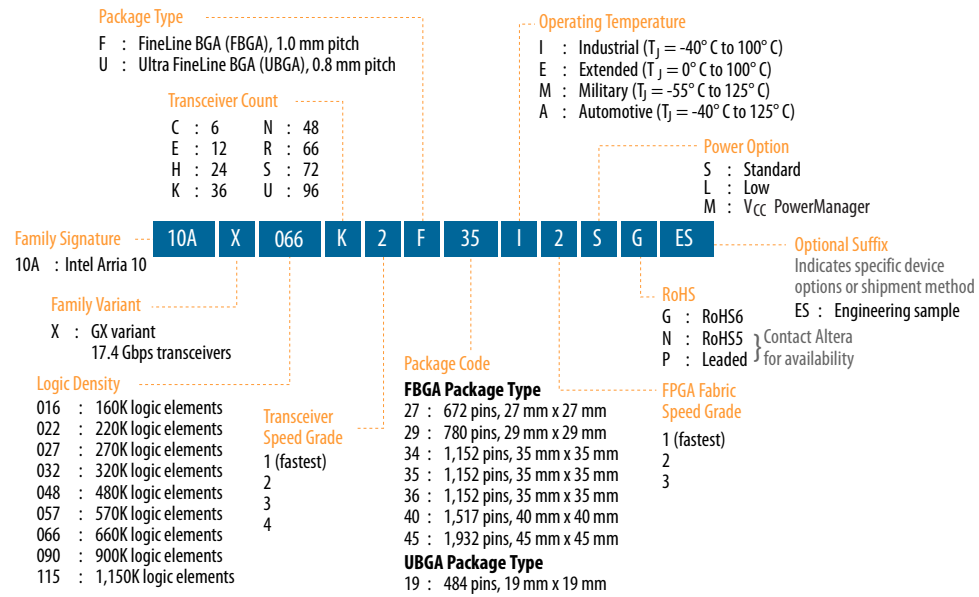 Package Type
F : FineLine BGA (FBGA), 1.0 mm pitch
U : Ultra FineLine BGA (UBGA), 0.8 mm pitch
Operating Temperature
I : Industrial (TJ = -40° C to 100° C)
E : Extended (TJ = 0° C to 100° C)
M : Military (TJ = -55° C to 125° C)
A : Automotive (TJ = -40° C to 125° C)
Transceiver Count
C : 6 N : 48
E : 12 R : 66
H : 24 S : 72
K : 36 U : 96
Power Option
S : Standard
L : Low
M : VCC PowerManager
Family Signature
10A : Intel Arria 10
10A X 066 K 2 F 35 I 2 S G ES
Optional Suffix
Indicates specific device
options or shipment method
ES : Engineering sample
Family Variant
X : GX variant
17.4 Gbps transceivers
RoHS
G : RoHS6
N : RoHS5
P : Leaded
Contact Altera
for availability
Logic Density
016 : 160K logic elements
022 : 220K logic elements
027 : 270K logic elements
032 : 320K logic elements
048 : 480K logic elements
057 : 570K logic elements
066 : 660K logic elements
090 : 900K logic elements
115 : 1,150K logic elements
Transceiver
Speed Grade
1 (fastest)
2
3
4
Package Code
FBGA Package Type
27 : 672 pins, 27 mm x 27 mm
29 : 780 pins, 29 mm x 29 mm
34 : 1,152 pins, 35 mm x 35 mm
35 : 1,152 pins, 35 mm x 35 mm
36 : 1,152 pins, 35 mm x 35 mm
40 : 1,517 pins, 40 mm x 40 mm
45 : 1,932 pins, 45 mm x 45 mm
UBGA Package Type
19 : 484 pins, 19 mm x 19 mm
FPGA Fabric
Speed Grade
1 (fastest)
2
3